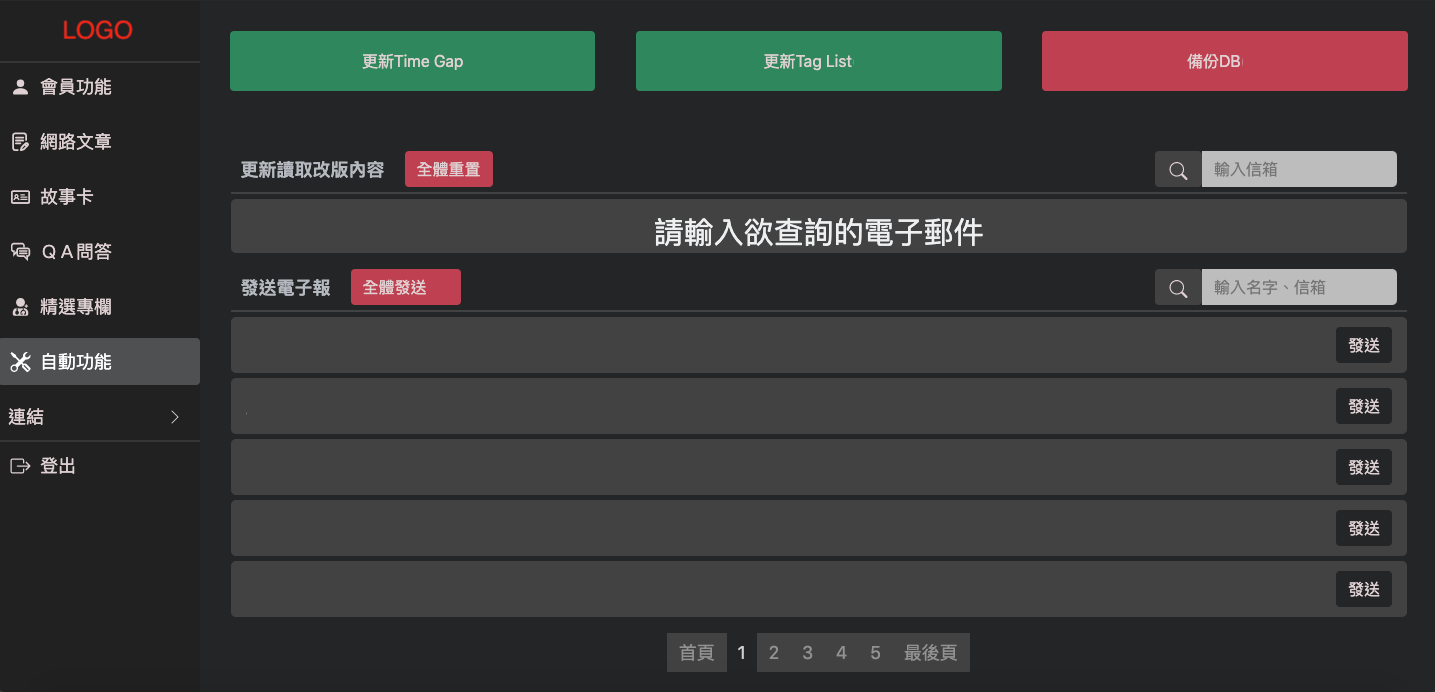 LOGO
會員功能
網路文章
故事卡
ＱＡ問答
精選專欄
自動功能
連結
登出
更新Time Gap
更新Tag List
備份DB
更新讀取改版內容
全體重置
輸入信箱
請輸入欲查詢的電子郵件
發送電子報
全體發送
輸入名字、信箱
發送
發送
發送
發送
發送
首頁 1 2 3 4 5 最後頁